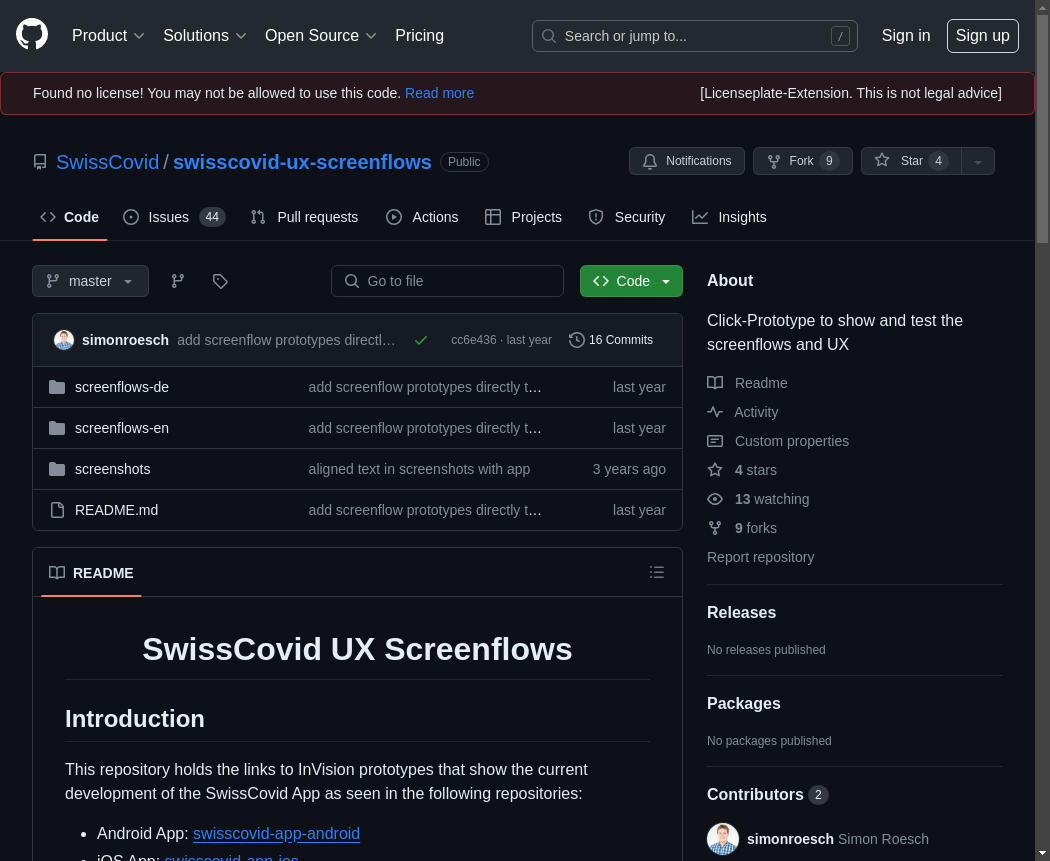 Product Solutions Open Source Pricing Search or jump to... / Sign in Sign up
Found no license! You may not be allowed to use this code. Read more [Licenseplate-Extension. This is not legal advice]
SwissCovid / swisscovid-ux-screenflows Public Notifications Fork 9 Star 4
Code Issues 44 Pull requests Actions Projects Security Insights
master Go to file Code
simonroesch add screenflow prototypes directl… cc6e436 · last year 16 Commits
screenflows-de add screenflow prototypes directly t… last year
screenflows-en add screenflow prototypes directly t… last year
screenshots aligned text in screenshots with app 3 years ago
README.md add screenflow prototypes directly t… last year
README
SwissCovid UX Screenflows
Introduction
This repository holds the links to InVision prototypes that show the current
development of the SwissCovid App as seen in the following repositories:
Android App: swisscovid-app-android
iOS App: swisscovid-app-ios
About
Click-Prototype to show and test the
screenflows and UX
Readme
Activity
Custom properties
4 stars
13 watching
9 forks
Report repository
Releases
No releases published
Packages
No packages published
Contributors 2
simonroesch Simon Roesch